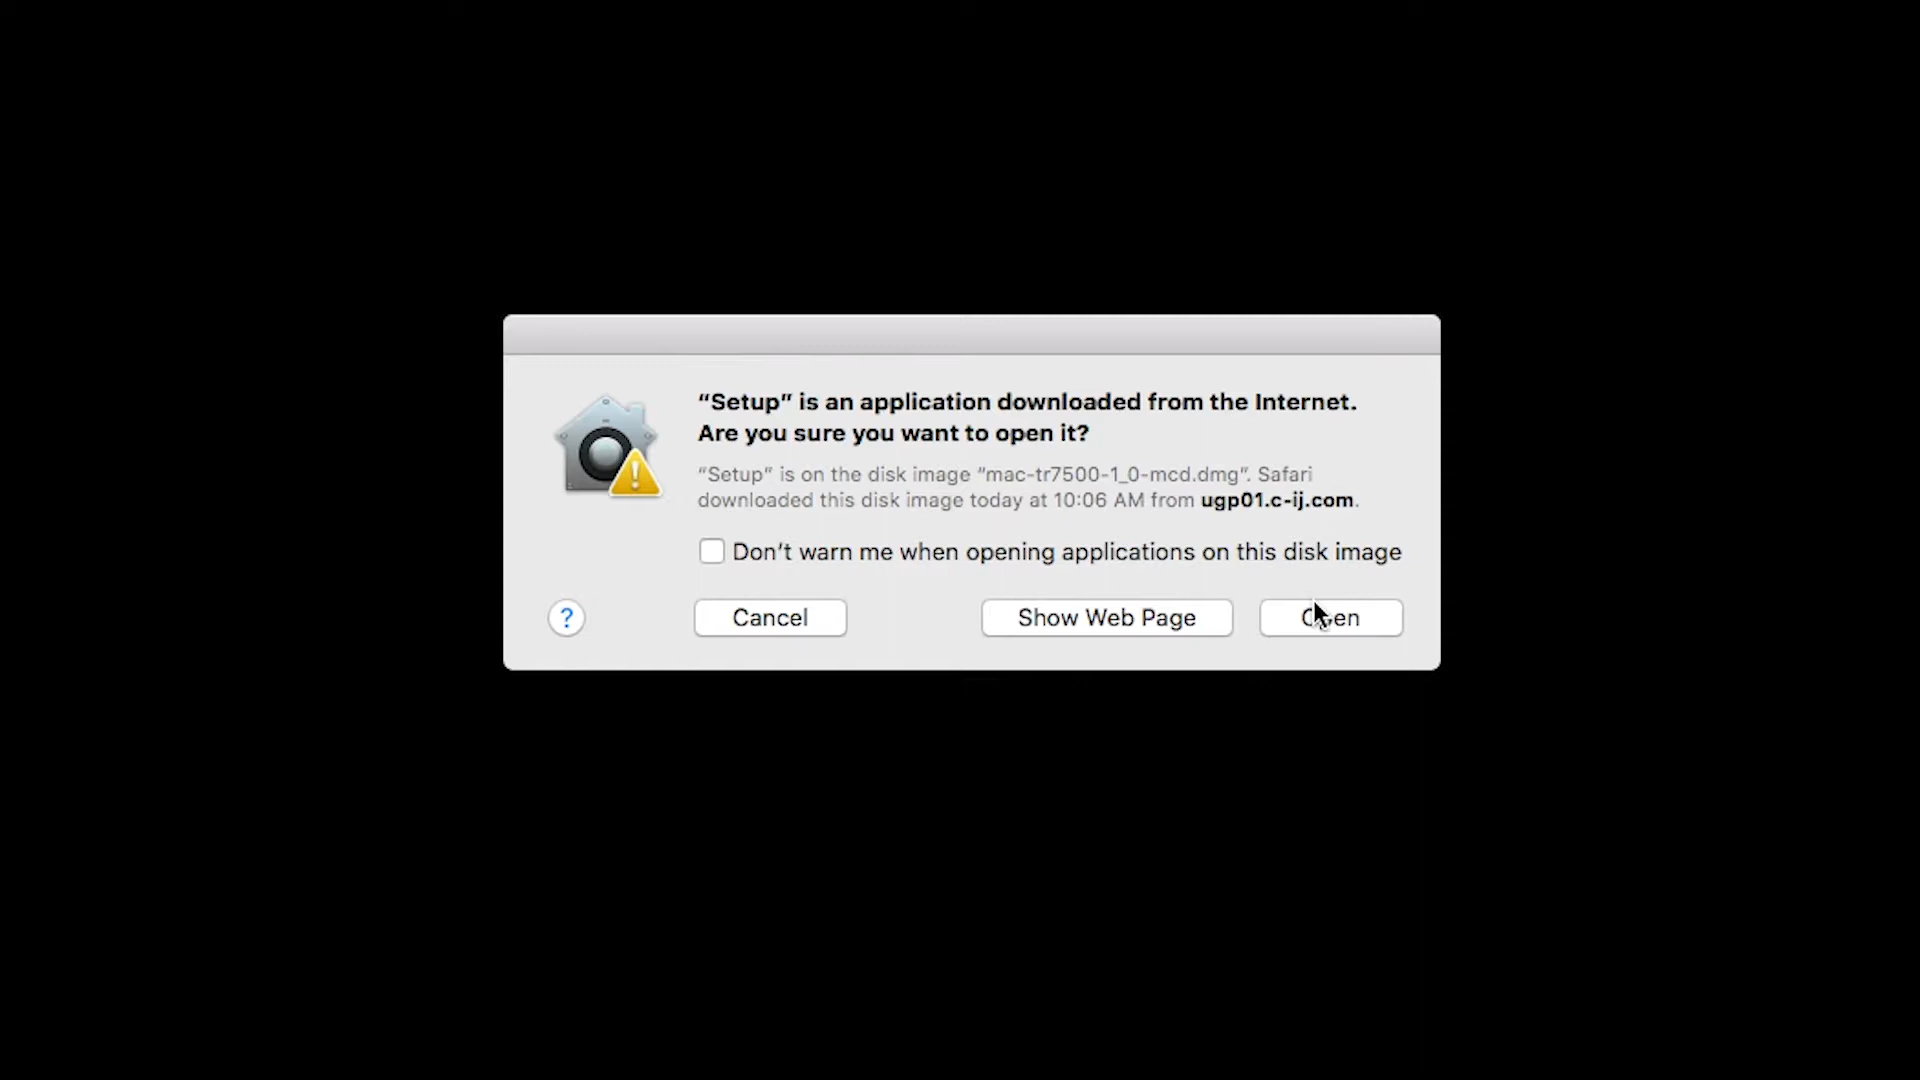 “Setup” is an application downloaded from the Internet.
Are you sure you want to open it?
“Setup” is on the disk image “mac-tr7500-1_0-mcd.dmg”. Safari
downloaded this disk image today at 10:06 AM from ugp01.c-ij.com.
Don’t warn me when opening applications on this disk image
? Cancel Show Web Page Open